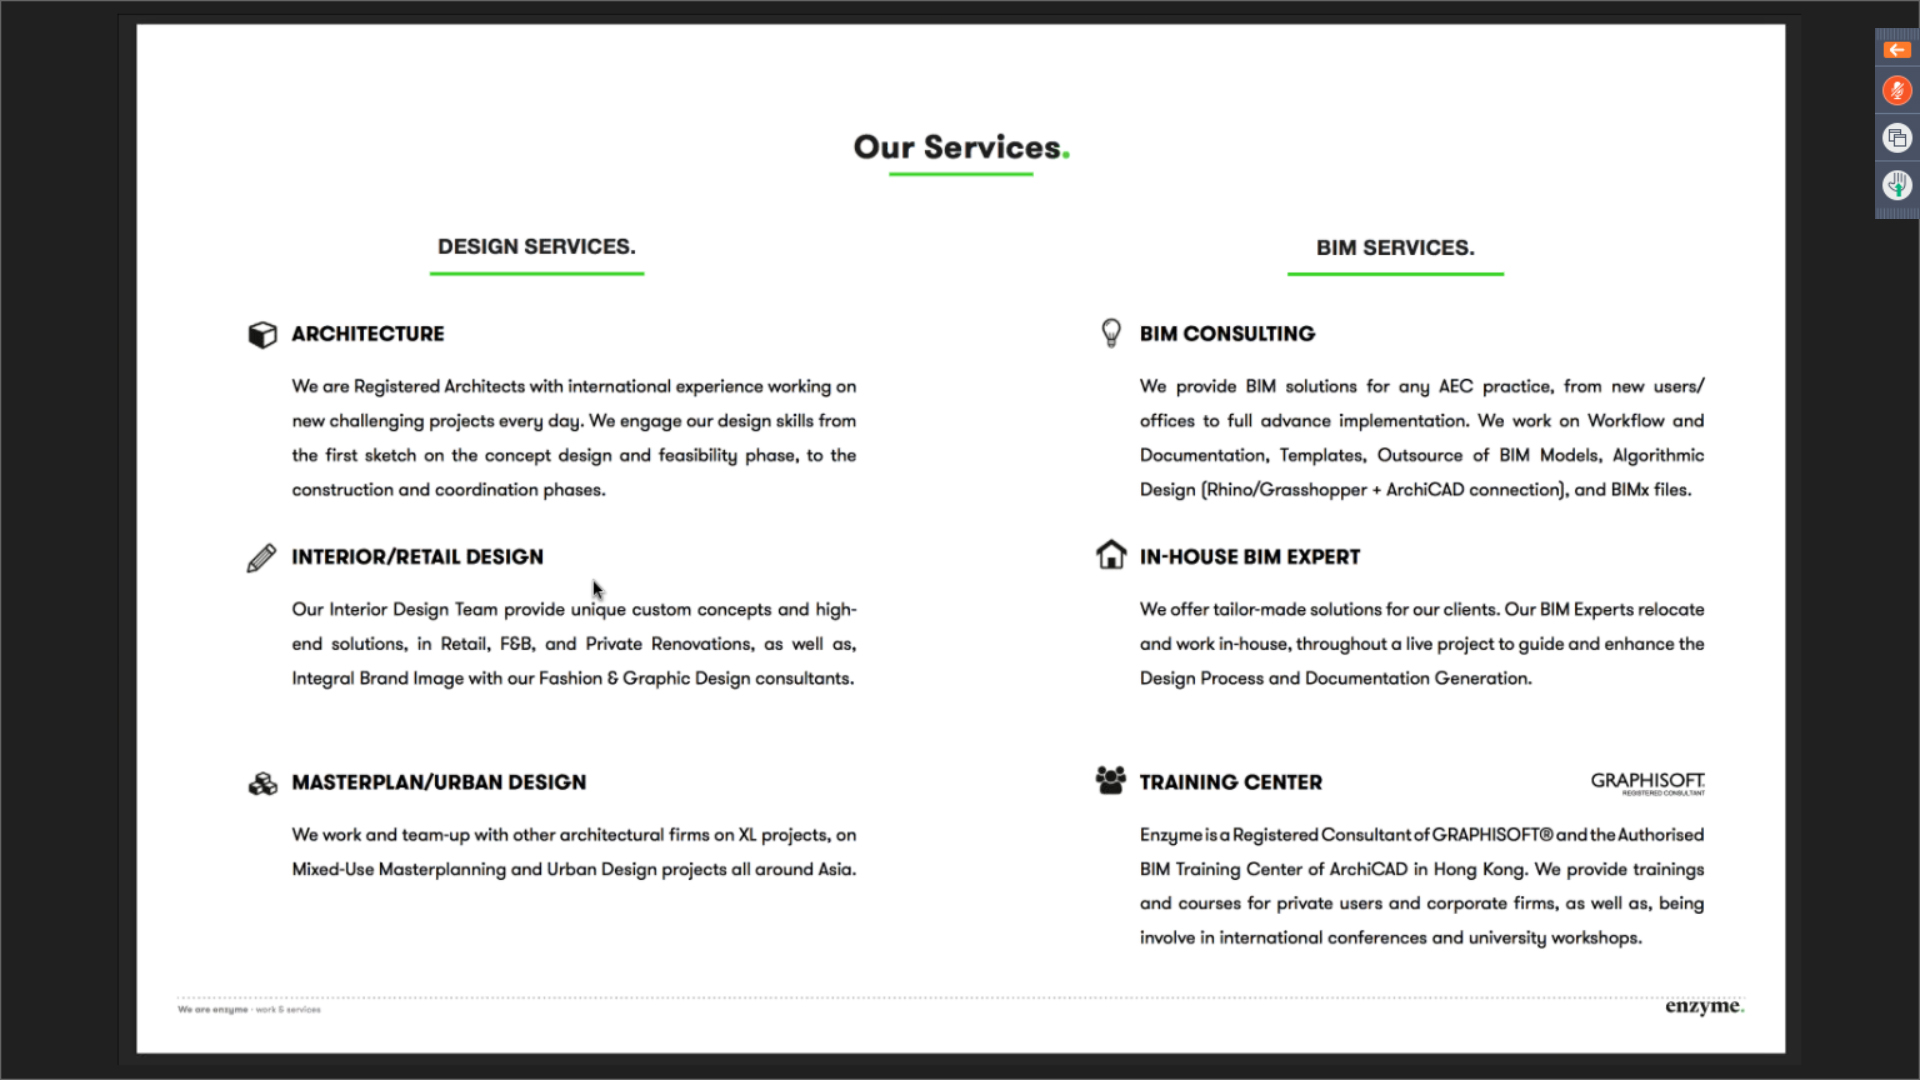 Our Services.
DESIGN SERVICES.
ARCHITECTURE
We are Registered Architects with international experience working on
new challenging projects every day. We engage our design skills from
the first sketch on the concept design and feasibility phase, to the
construction and coordination phases.
INTERIOR/RETAIL DESIGN
Our Interior Design Team provide unique custom concepts and high-
end solutions, in Retail, F&B, and Private Renovations, as well as,
Integral Brand Image with our Fashion & Graphic Design consultants.
MASTERPLAN/URBAN DESIGN
We work and team-up with other architectural firms on XL projects, on
Mixed-Use Masterplanning and Urban Design projects all around Asia.
BIM SERVICES.
BIM CONSULTING
We provide BIM solutions for any AEC practice, from new users/
offices to full advance implementation. We work on Workflow and
Documentation, Templates, Outsource of BIM Models, Algorithmic
Design (Rhino/Grasshopper + ArchiCAD connection), and BIMx files.
IN-HOUSE BIM EXPERT
We offer tailor-made solutions for our clients. Our BIM Experts relocate
and work in-house, throughout a live project to guide and enhance the
Design Process and Documentation Generation.
TRAINING CENTER
GRAPHISOFT.
REGISTERED CONSULTANT
Enzyme is a Registered Consultant of GRAPHISOFT® and the Authorised
BIM Training Center of ArchiCAD in Hong Kong. We provide trainings
and courses for private users and corporate firms, as well as, being
involve in international conferences and university workshops.
We are enzyme · work & services
enzyme.